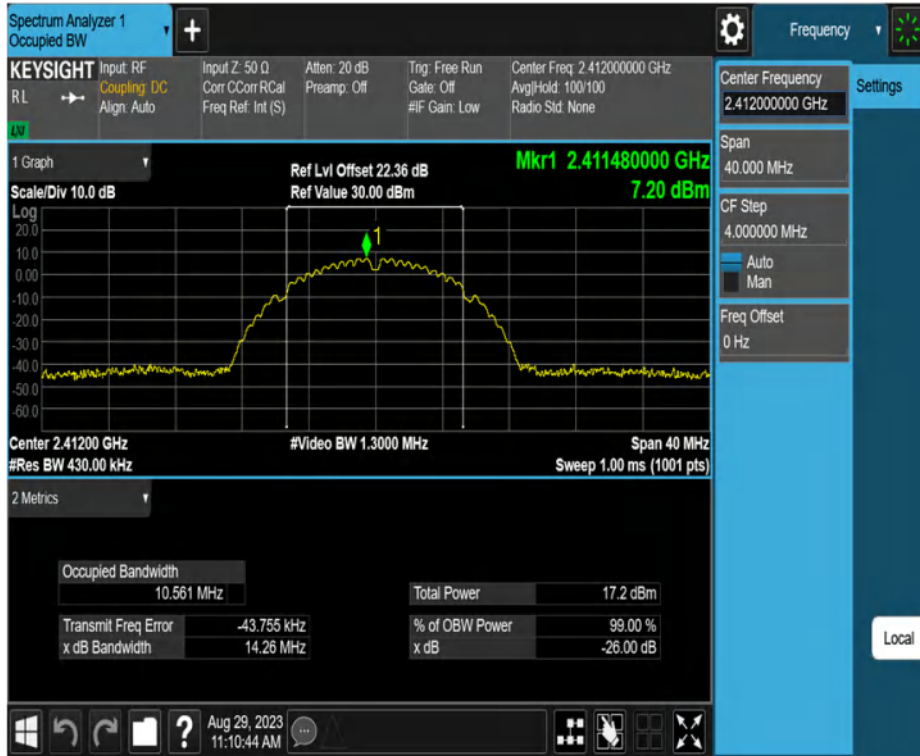 Spectrum Analyzer 1
Occupied BW
+
Frequency
KEYSIGHT
RL
LXI
Input: RF
Coupling: DC
Align: Auto
Input Z: 50 Ω
Corr CCorr RCal
Freq Ref: Int (S)
Atten: 20 dB
Preamp: Off
Trig: Free Run
Gate: Off
#IF Gain: Low
Center Freq: 2.412000000 GHz
Avg|Hold: 100/100
Radio Std: None
Center Frequency
2.412000000 GHz
Settings
Span
40.000 MHz
CF Step
4.000000 MHz
Auto
Man
Freq Offset
0 Hz
1 Graph
Scale/Div 10.0 dB
Ref Lvl Offset 22.36 dB
Ref Value 30.00 dBm
Mkr1 2.411480000 GHz
7.20 dBm
Log
20.0
10.0
0.00
-10.0
-20.0
-30.0
-40.0
-50.0
-60.0
1
Center 2.41200 GHz
#Video BW 1.3000 MHz
Span 40 MHz
#Res BW 430.00 kHz
Sweep 1.00 ms (1001 pts)
2 Metrics
Occupied Bandwidth
10.561 MHz
Transmit Freq Error -43.755 kHz
x dB Bandwidth 14.26 MHz
Total Power 17.2 dBm
% of OBW Power 99.00 %
x dB -26.00 dB
Local
?
Aug 29, 2023
11:10:44 AM